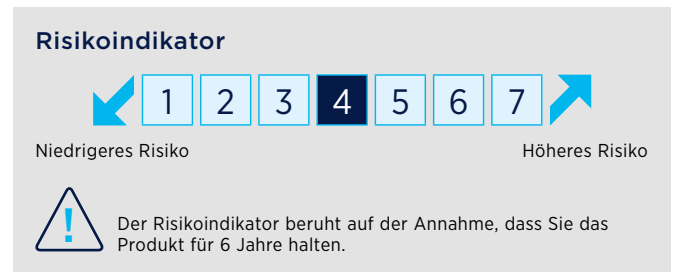 Risikoindikator
1 2 3 4 5 6 7
Niedrigeres Risiko Höheres Risiko
! Der Risikoindikator beruht auf der Annahme, dass Sie das
Produkt für 6 Jahre halten.